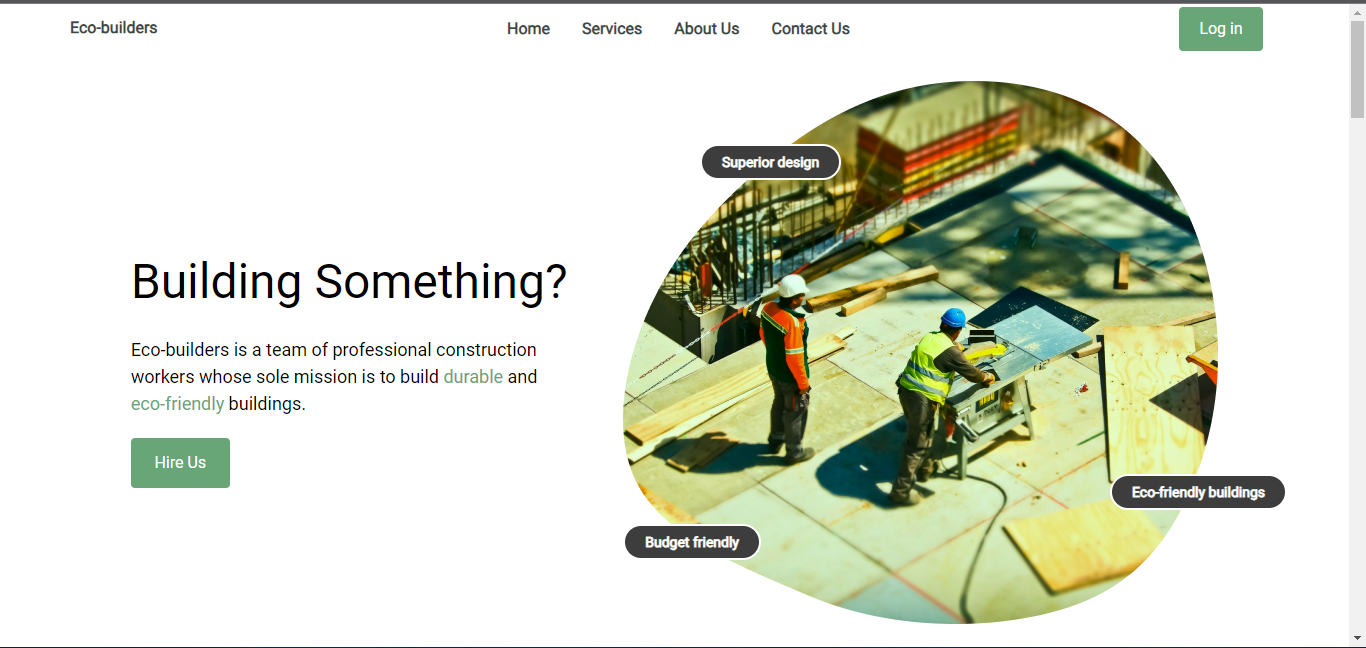 Eco-builders
Home
Services
About Us
Contact Us
Log in
Superior design
Building Something?
Eco-builders is a team of professional construction
workers whose sole mission is to build durable and
eco-friendly buildings.
Hire Us
Eco-friendly buildings
Budget friendly